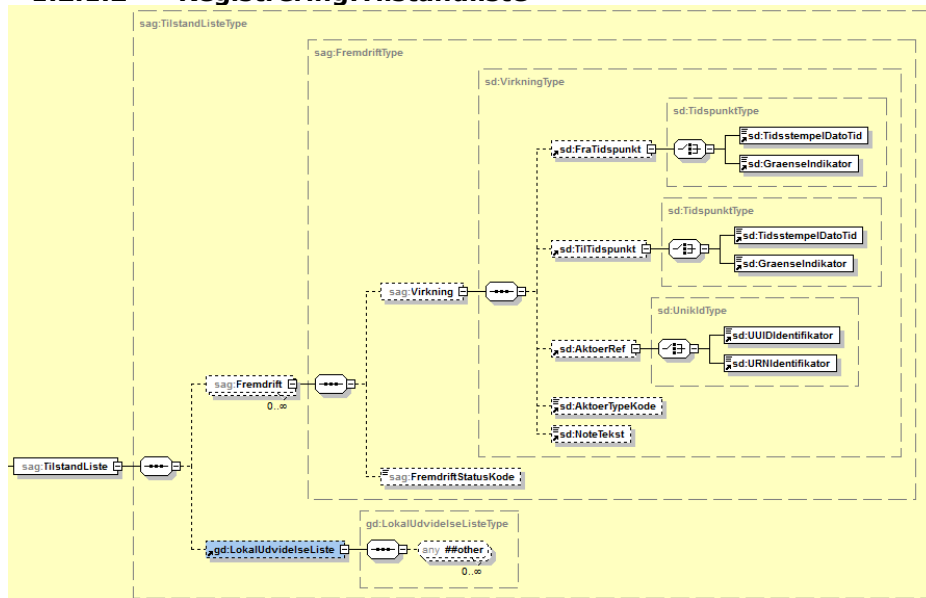 sag:TilstandListeType
sag:FremdriftType
sd:VirkningType
sd:TidspunktType
sd:FraTidspunkt
sd:TidsstempelDatoTid
sd:GraenseIndikator
sd:TidspunktType
sd:TilTidspunkt
sd:TidsstempelDatoTid
sd:GraenseIndikator
sag:Virkning
sd:UnikIdType
sd:AktoerRef
sd:UUIDIdentifikator
sd:URNIdentifikator
sag:Fremdrift
0..∞
sd:AktoerTypeKode
sd:NoteTekst
sag:TilstandListe
sag:FremdriftStatusKode
gd:LokalUdvidelseListeType
gd:LokalUdvidelseListe
any ##other
0..∞